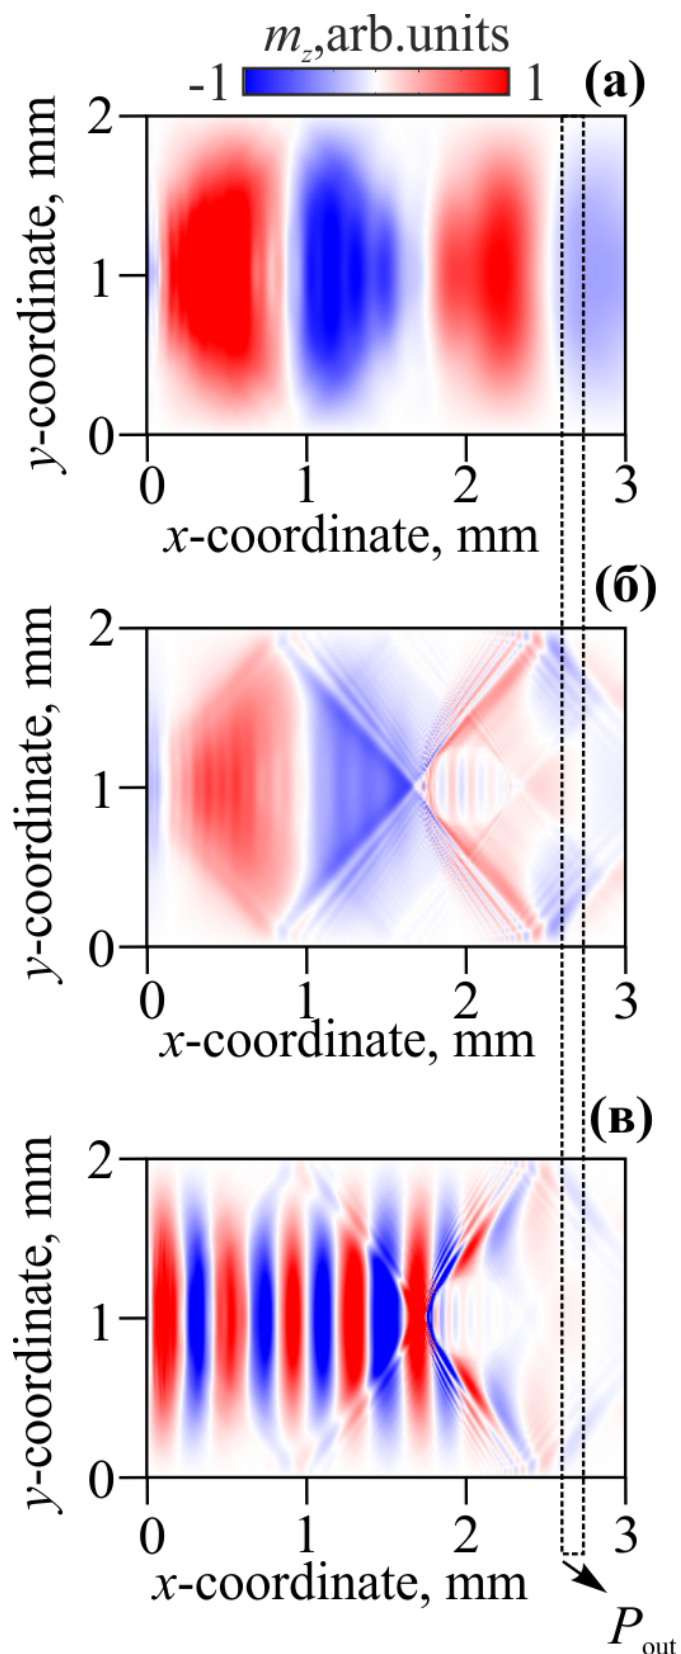 m_z,arb.units
-1 1 (а)
2
1
0
y-coordinate, mm
0 1 2 3
x-coordinate, mm
(б)
2
1
0
y-coordinate, mm
0 1 2 3
x-coordinate, mm
(в)
2
1
0
y-coordinate, mm
0 1 2 3
x-coordinate, mm
P_out